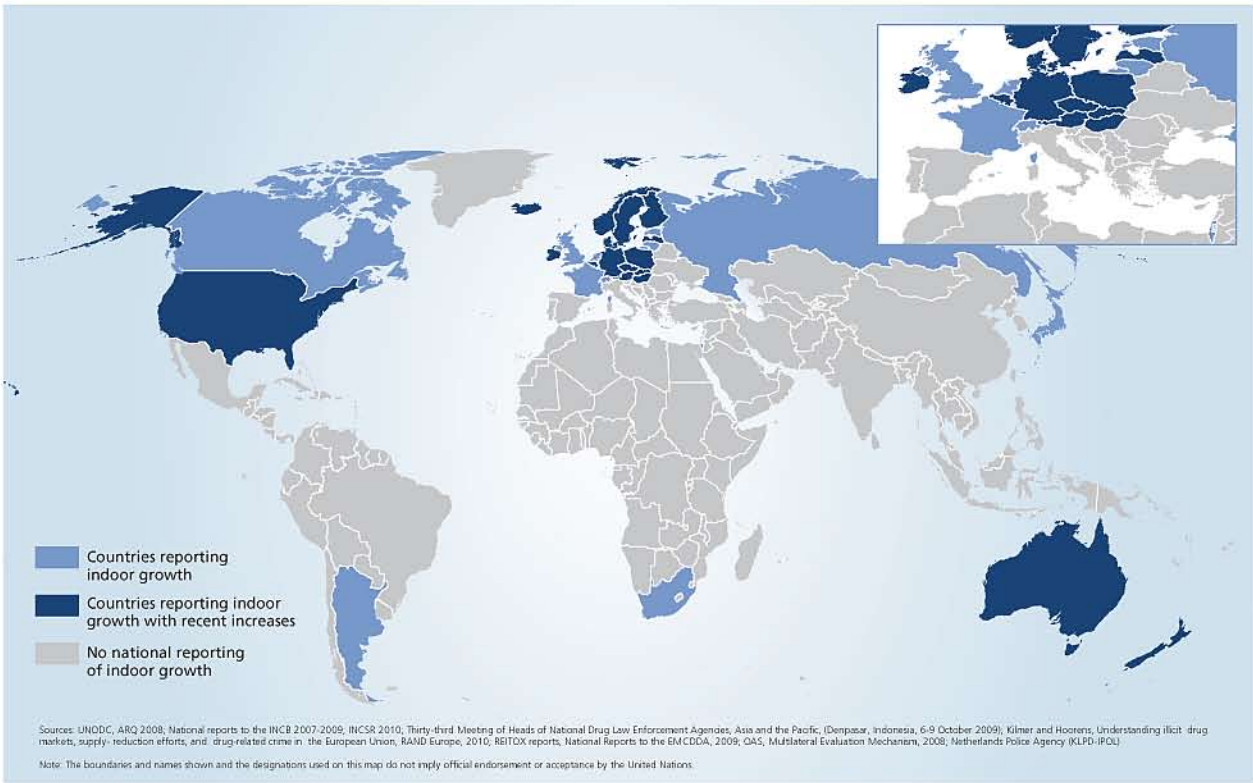 Countries reporting
indoor growth
Countries reporting indoor
growth with recent increases
No national reporting
of indoor growth
Sources: UNODC, ARQ 2008; National reports to the INCB 2007-2009; INCSR 2010, Thirty-third Meeting of Heads of National Drug Law Enforcement Agencies, Asia and the Pacific, (Denpasar, Indonesia, 6-9 October 2009); Kilmer and Hoorens, Understanding illicit drug
markets, supply- reduction efforts, and drug-related crime in the European Union, RAND Europe, 2010; REITOX reports, National Reports to the EMCDDA, 2009; OAS, Multilateral Evaluation Mechanism, 2008; Netherlands Police Agency (KLPD-IPOL)
Note: The boundaries and names shown and the designations used on this map do not imply official endorsement or acceptance by the United Nations.